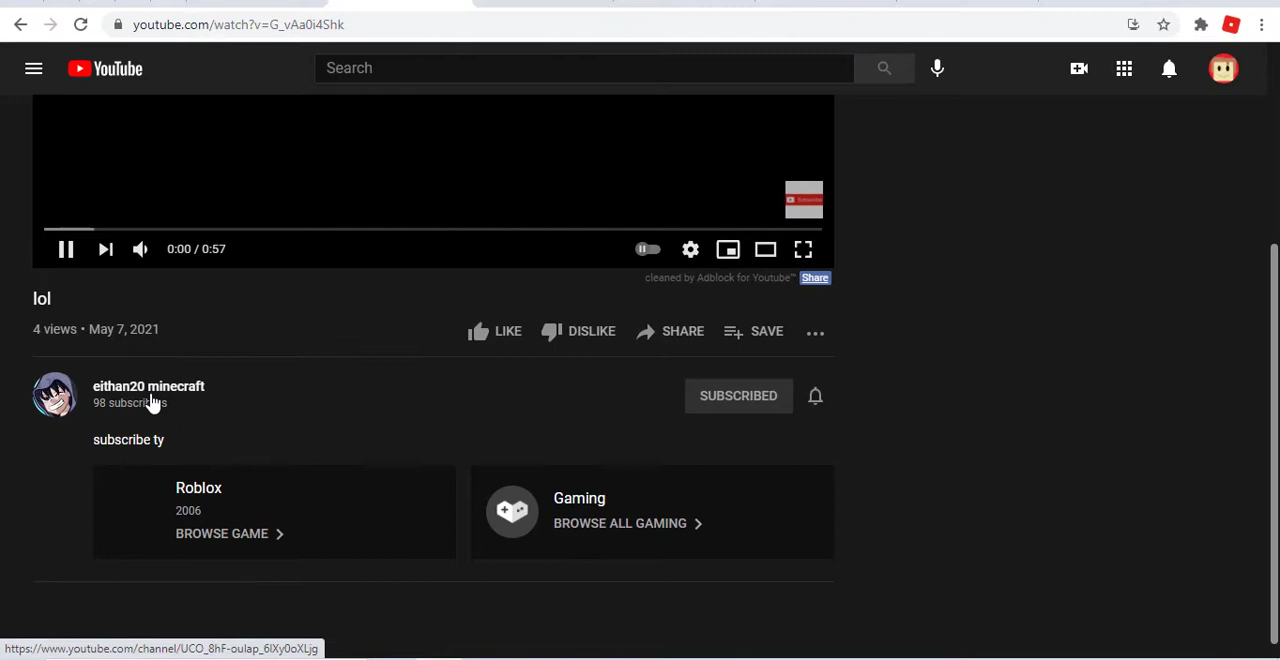 youtube.com/watch?v=G_vAa0i4Shk
YouTube
Search
Subscribe
0:00 / 0:57
cleaned by Adblock for Youtube™ Share
lol
4 views • May 7, 2021
LIKE
DISLIKE
SHARE
SAVE
eithan20 minecraft
98 subscribers
SUBSCRIBED
subscribe ty
Roblox
2006
BROWSE GAME
Gaming
BROWSE ALL GAMING
https://www.youtube.com/channel/UCO_8hF-oulap_6lXy0oXLjg